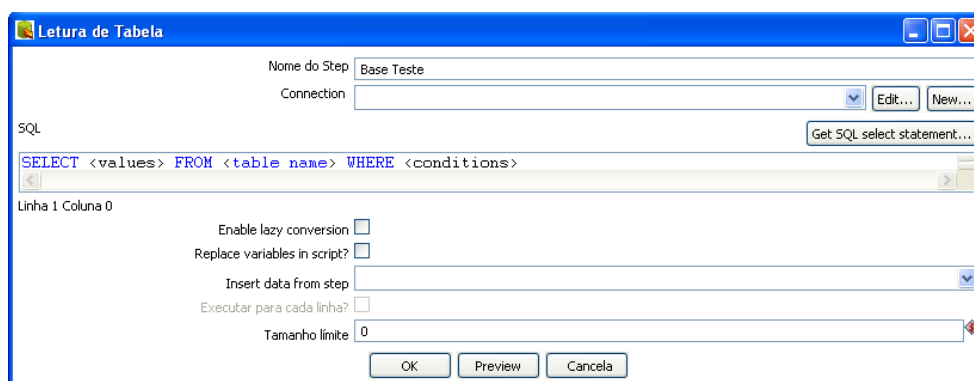 Letura de Tabela
Nome do Step Base Teste
Connection Edit... New...
SQL Get SQL select statement...
SELECT <values> FROM <table name> WHERE <conditions>
Linha 1 Coluna 0
Enable lazy conversion
Replace variables in script?
Insert data from step
Executar para cada linha?
Tamanho límite 0
OK Preview Cancela